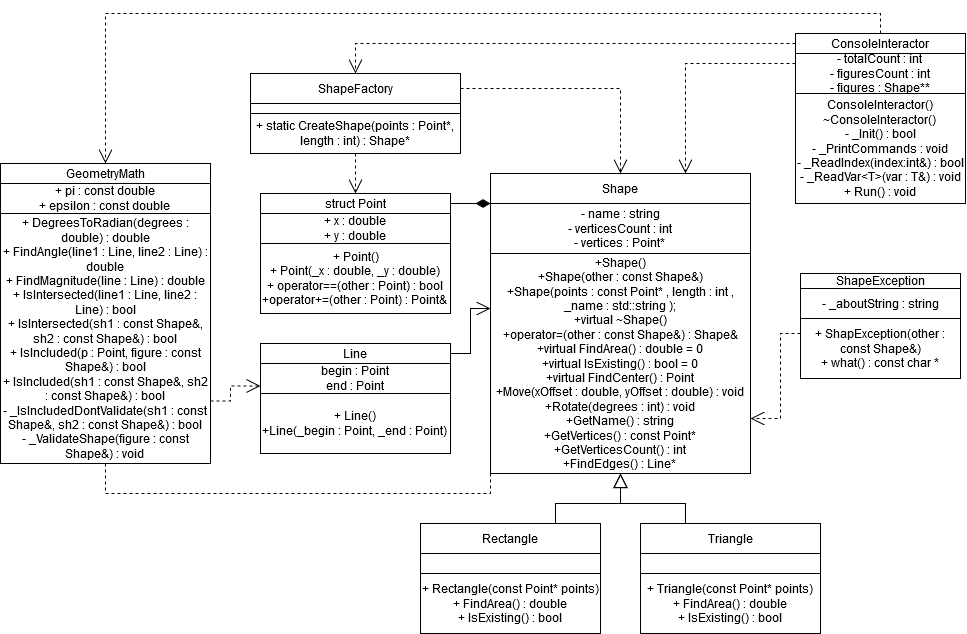 ConsoleInteractor
- totalCount : int
- figuresCount : int
- figures : Shape**
ConsoleInteractor()
~ConsoleInteractor()
- _Init() : bool
- _PrintCommands : void
- _ReadIndex(index:int&) : bool
- _ReadVar<T>(var : T&) : void
+ Run() : void
ShapeFactory
+ static CreateShape(points : Point*,
length : int) : Shape*
GeometryMath
+ pi : const double
+ epsilon : const double
+ DegreesToRadian(degrees :
double) : double
+ FindAngle(line1 : Line, line2 : Line) :
double
+ FindMagnitude(line : Line) : double
+ IsIntersected(line1 : Line, line2 :
Line) : bool
+ IsIntersected(sh1 : const Shape&,
sh2 : const Shape&) : bool
+ IsIncluded(p : Point, figure : const
Shape&) : bool
+ IsIncluded(sh1 : const Shape&, sh2
: const Shape&) : bool
- _IsIncludedDontValidate(sh1 : const
Shape&, sh2 : const Shape&) : bool
- _ValidateShape(figure : const
Shape&) : void
struct Point
+ x : double
+ y : double
+ Point()
+ Point(_x : double, _y : double)
+ operator==(other : Point) : bool
+operator+=(other : Point) : Point&
Line
begin : Point
end : Point
+ Line()
+Line(_begin : Point, _end : Point)
Shape
- name : string
- verticesCount : int
- vertices : Point*
+Shape()
+Shape(other : const Shape&)
+Shape(points : const Point* , length : int ,
_name : std::string );
+virtual ~Shape()
+operator=(other : const Shape&) : Shape&
+virtual FindArea() : double = 0
+virtual IsExisting() : bool = 0
+virtual FindCenter() : Point
+Move(xOffset : double, yOffset : double) : void
+Rotate(degrees : int) : void
+GetName() : string
+GetVertices() : const Point*
+GetVerticesCount() : int
+FindEdges() : Line*
ShapeException
- _aboutString : string
+ ShapException(other :
const Shape&)
+ what() : const char *
Rectangle
+ Rectangle(const Point* points)
+ FindArea() : double
+ IsExisting() : bool
Triangle
+ Triangle(const Point* points)
+ FindArea() : double
+ IsExisting() : bool